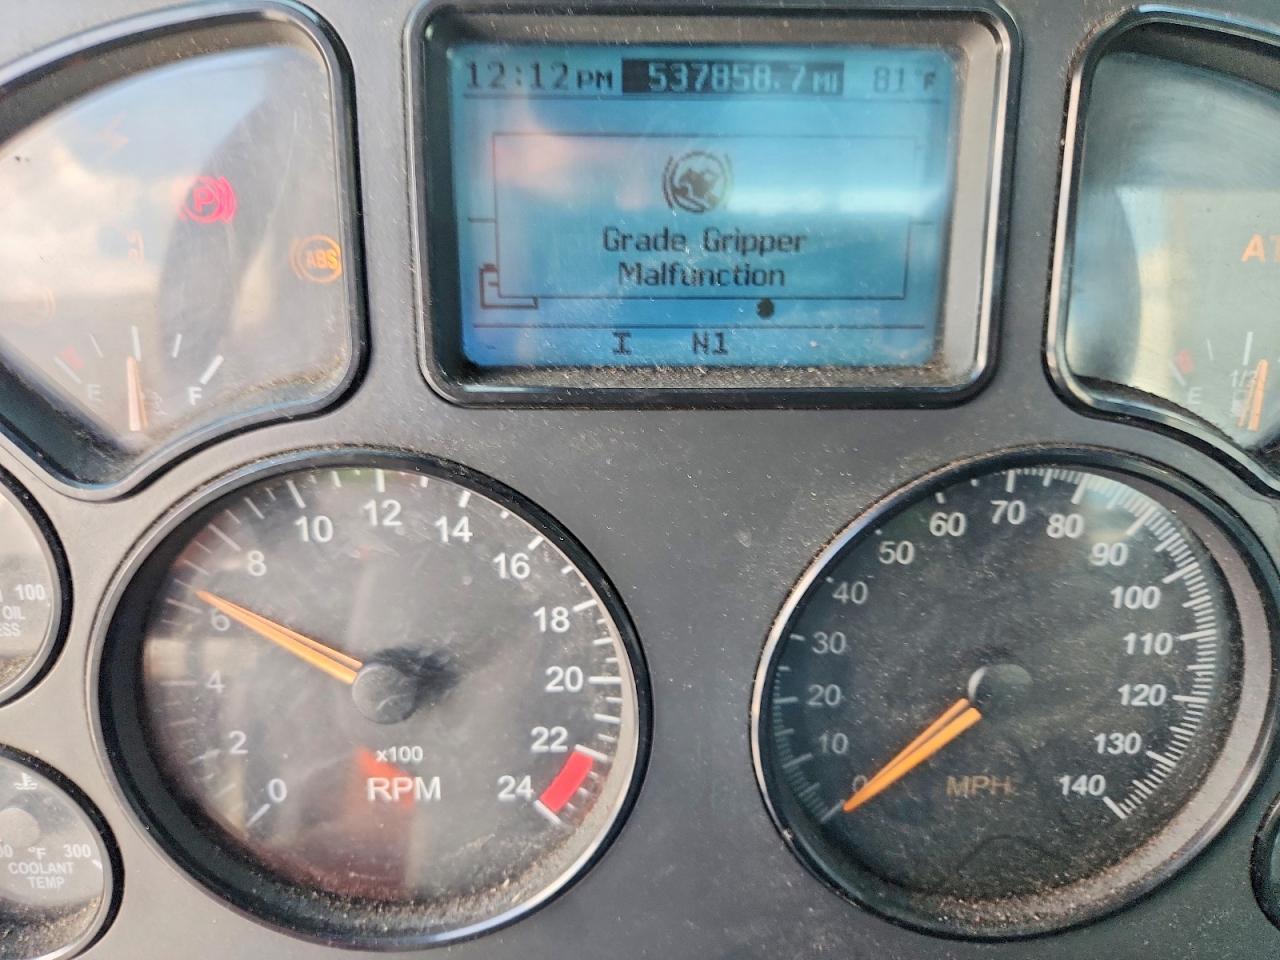 12:12PM 537858.7MI 81°F
Grade Gripper
Malfunction
I N1
P
ABS
E F
E 1/2
0 2 4 6 8 10 12 14 16 18 20 22 24
x100
RPM
0 10 20 30 40 50 60 70 80 90 100 110 120 130 140
MPH
100
OIL
°F 300
COOLANT
TEMP